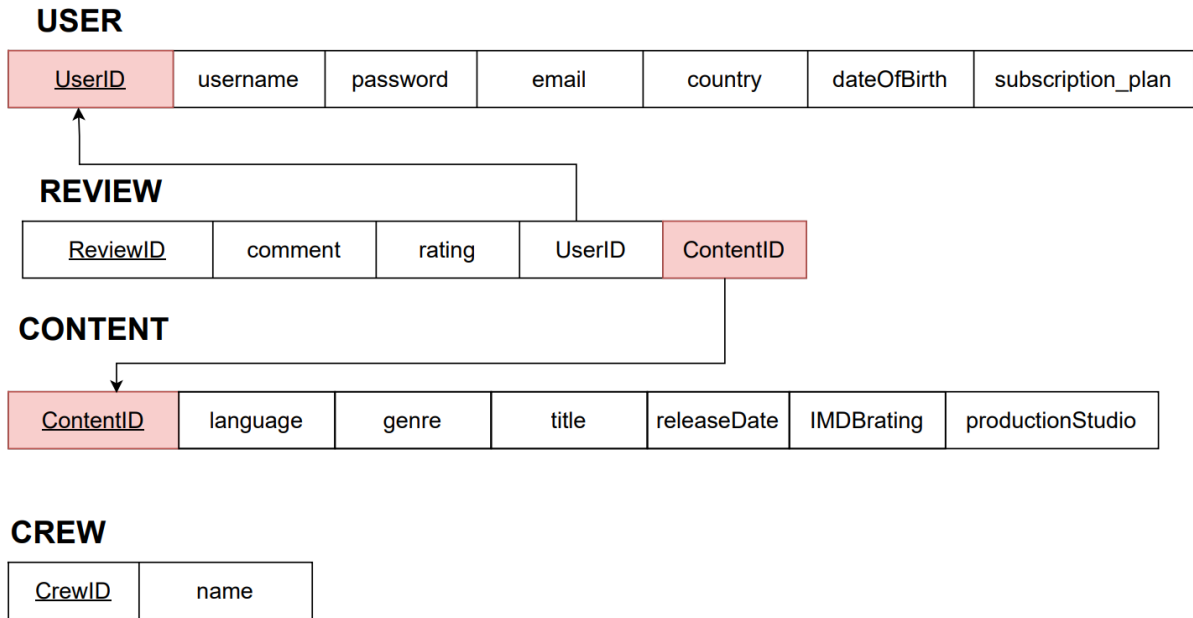 USER
UserID username password email country dateOfBirth subscription_plan
REVIEW
ReviewID comment rating UserID ContentID
CONTENT
ContentID language genre title releaseDate IMDBrating productionStudio
CREW
CrewID name